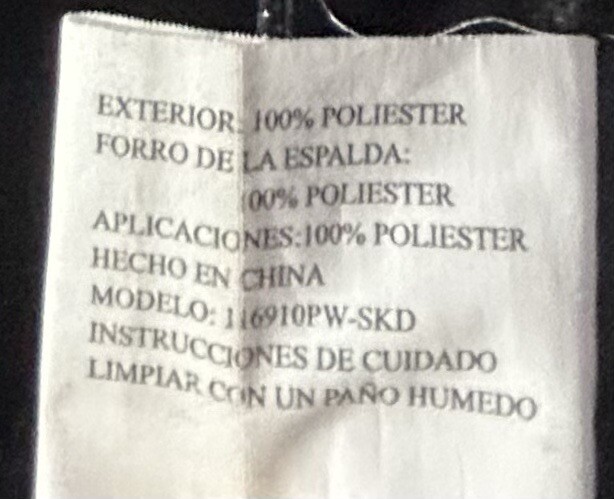 EXTERIOR: 100% POLIESTER
FORRO DE LA ESPALDA:
100% POLIESTER
APLICACIONES:100% POLIESTER
HECHO EN CHINA
MODELO: 116910PW-SKD
INSTRUCCIONES DE CUIDADO
LIMPIAR CON UN PAÑO HUMEDO